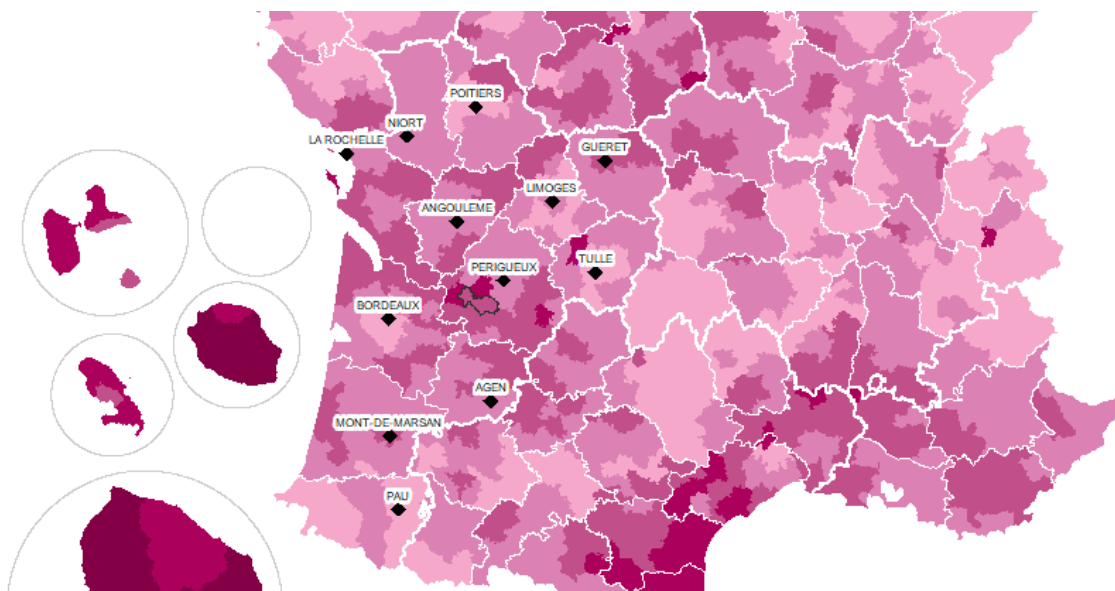 POITIERS
NIORT
LA ROCHELLE
GUERET
LIMOGES
ANGOULEME
TULLE
PERIGUEUX
BORDEAUX
AGEN
MONT-DE-MARSAN
PAU